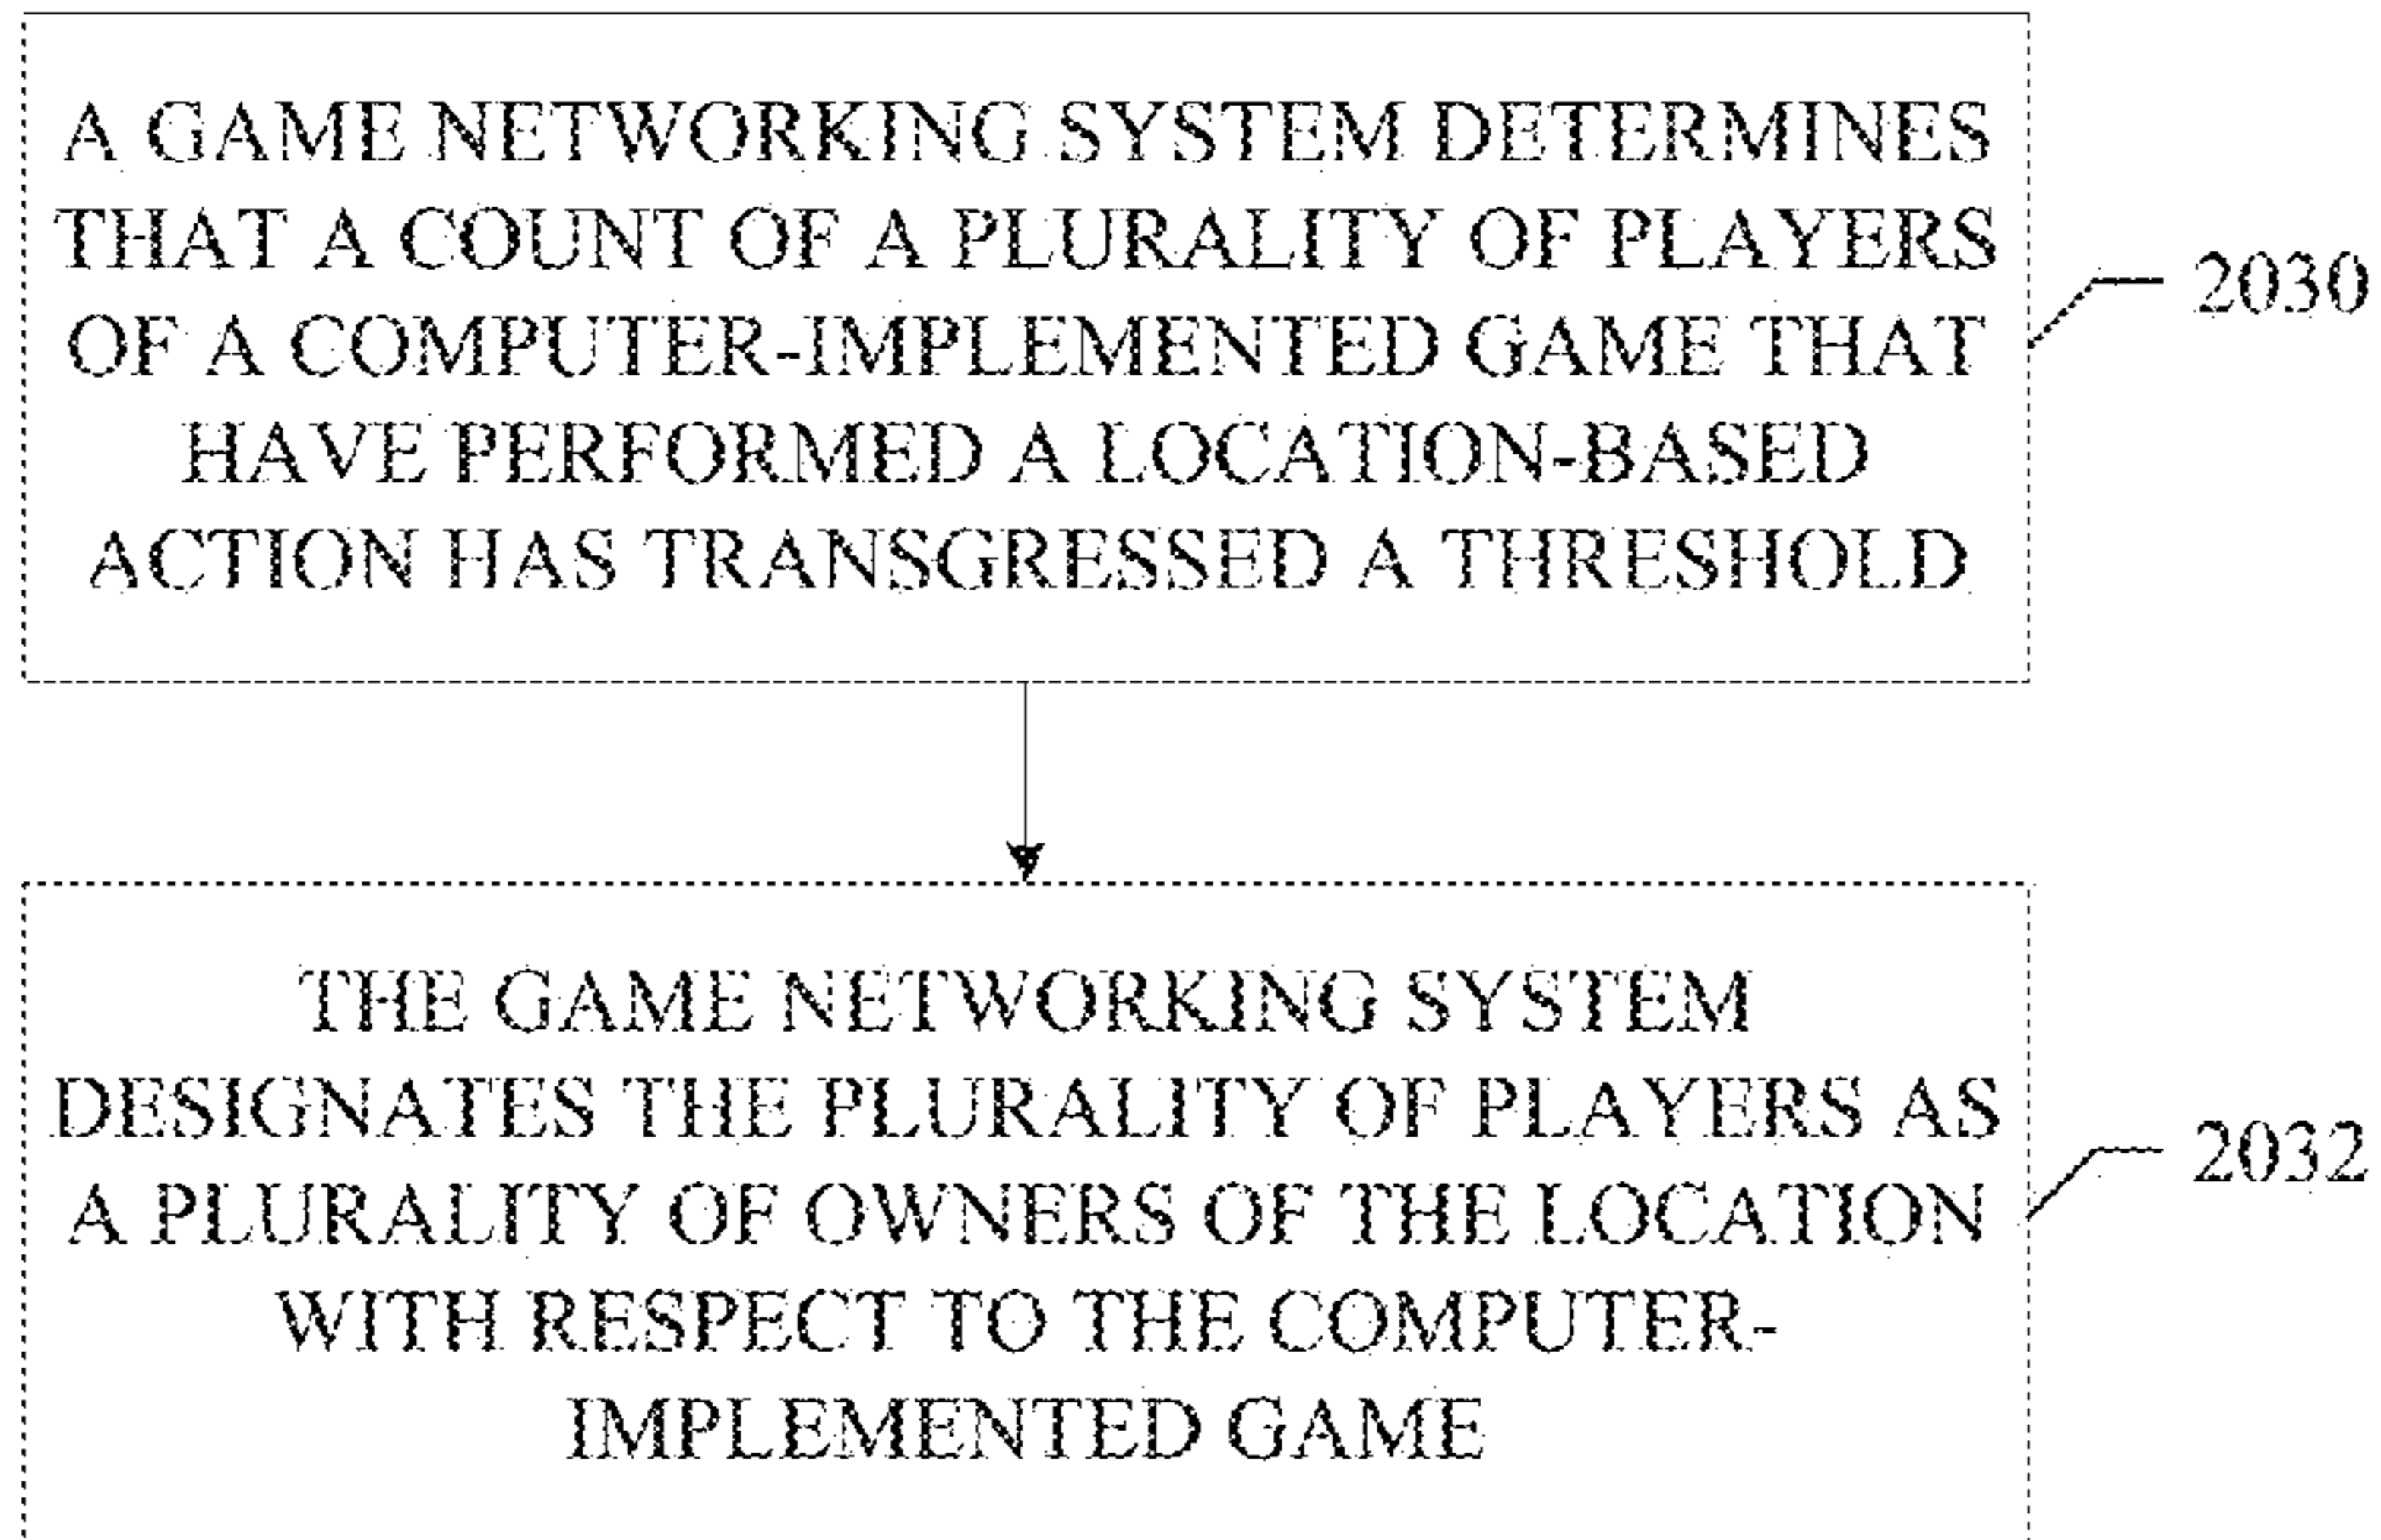 A GAME NETWORKING SYSTEM DETERMINES
THAT A COUNT OF A PLURALITY OF PLAYERS
OF A COMPUTER-IMPLEMENTED GAME THAT
HAVE PERFORMED A LOCATION-BASED
ACTION HAS TRANSGRESSED A THRESHOLD
2030
THE GAME NETWORKING SYSTEM
DESIGNATES THE PLURALITY OF PLAYERS AS
A PLURALITY OF OWNERS OF THE LOCATION
WITH RESPECT TO THE COMPUTER-
IMPLEMENTED GAME
2032